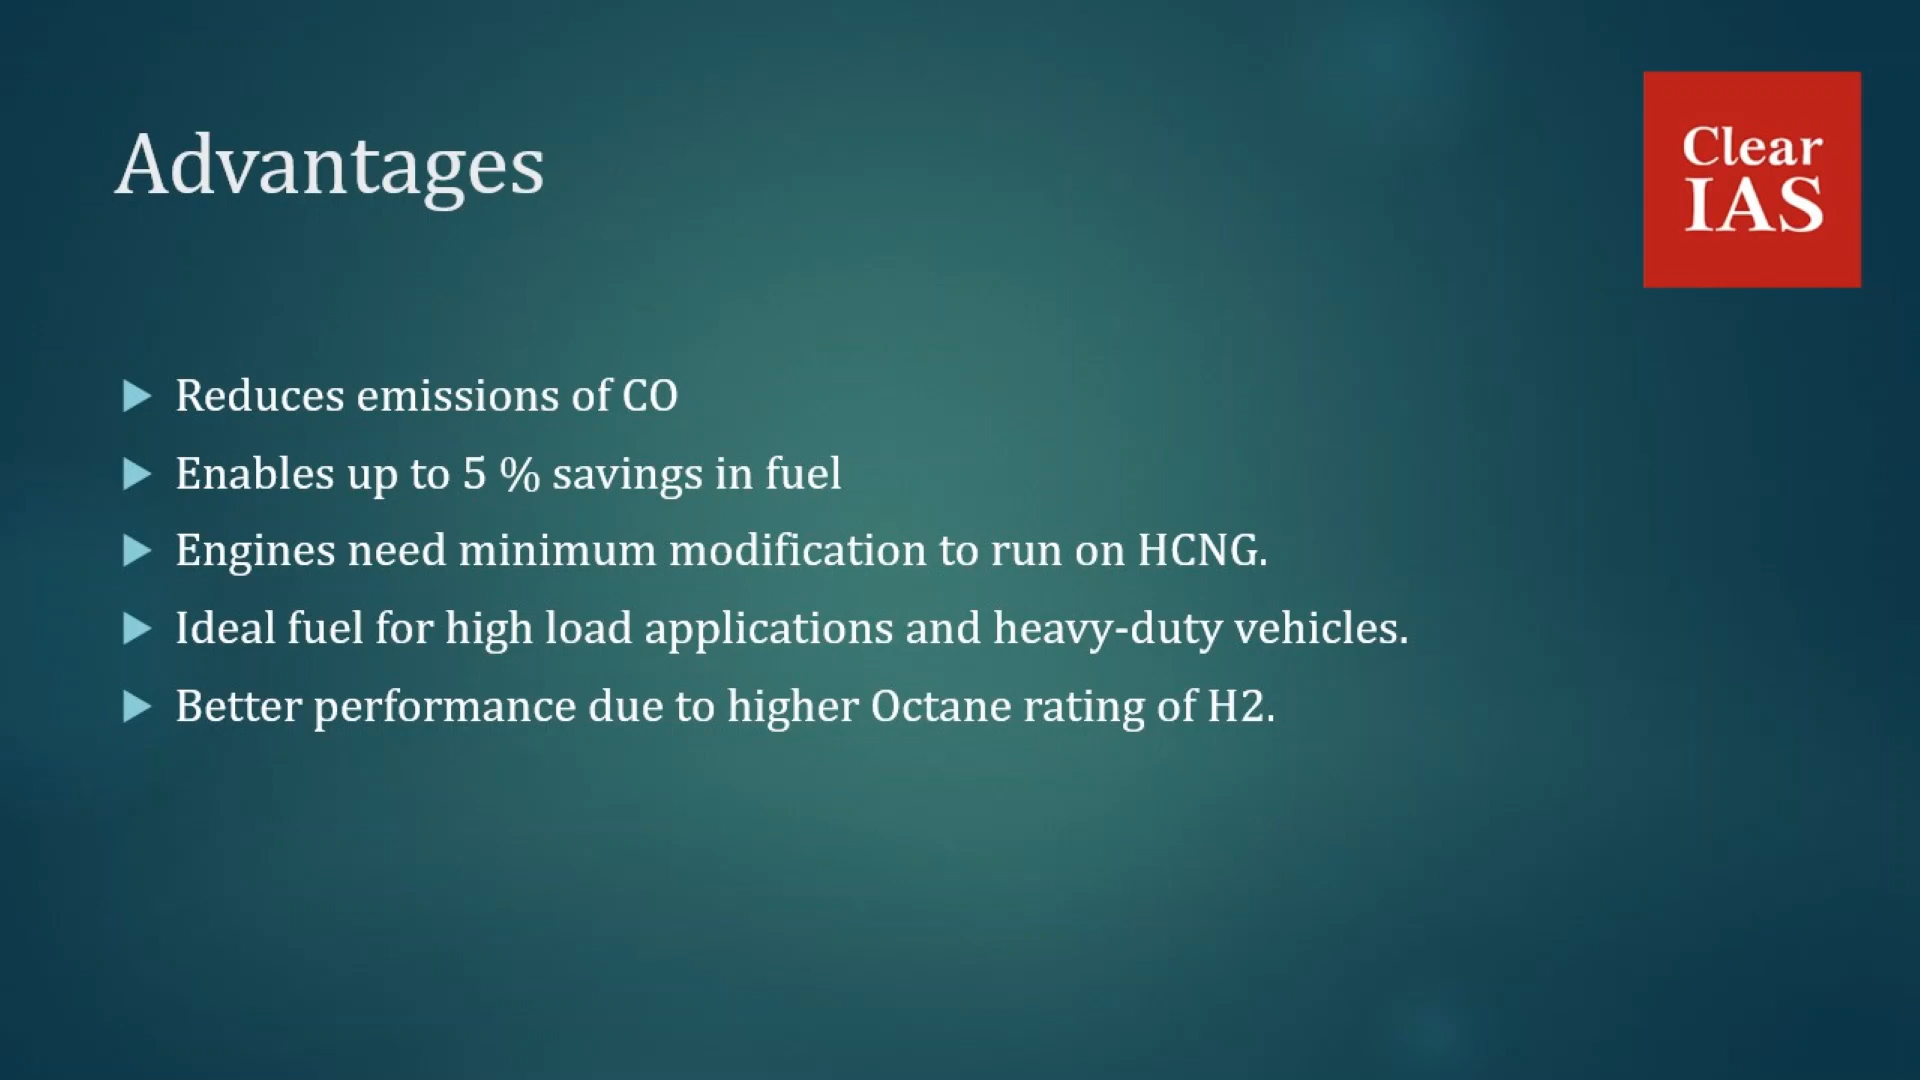 Advantages
Clear
IAS
Reduces emissions of CO
Enables up to 5 % savings in fuel
Engines need minimum modification to run on HCNG.
Ideal fuel for high load applications and heavy-duty vehicles.
Better performance due to higher Octane rating of H2.